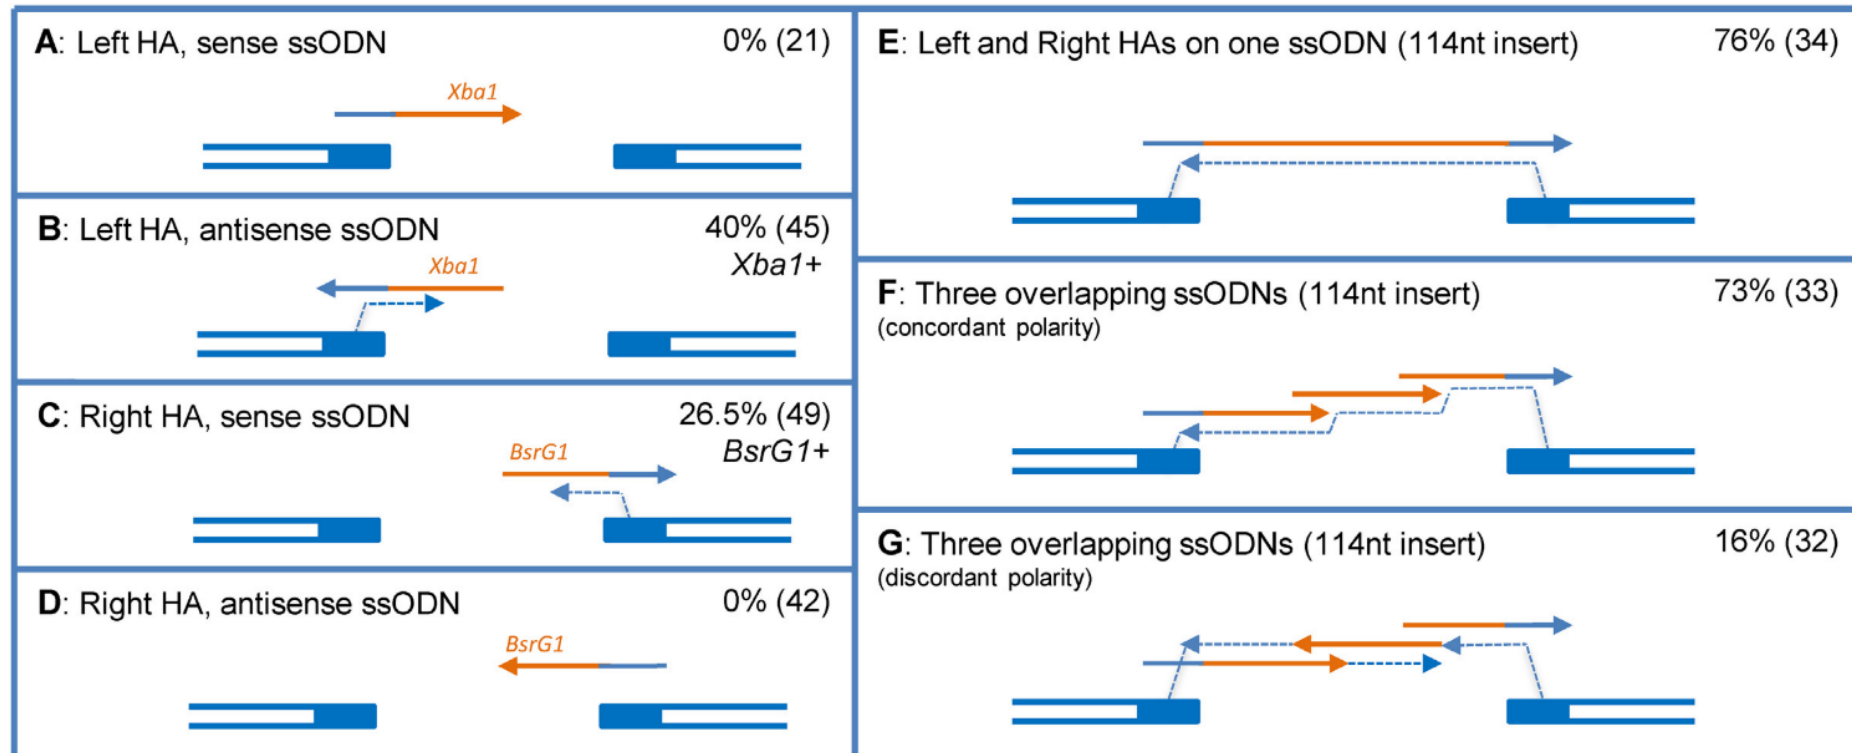 A: Left HA, sense ssODN 0% (21)
Xba1
B: Left HA, antisense ssODN 40% (45)
Xba1+
Xba1
C: Right HA, sense ssODN 26.5% (49)
BsrG1+
BsrG1
D: Right HA, antisense ssODN 0% (42)
BsrG1
E: Left and Right HAs on one ssODN (114nt insert) 76% (34)
F: Three overlapping ssODNs (114nt insert) 73% (33)
(concordant polarity)
G: Three overlapping ssODNs (114nt insert) 16% (32)
(discordant polarity)